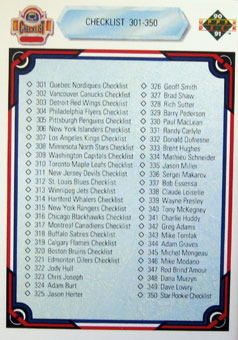 CHECKLIST 301-350
90
91
301 Quebec Nordiques Checklist
302 Vancouver Canucks Checklist
303 Detroit Red Wings Checklist
304 Philadelphia Flyers Checklist
305 Pittsburgh Penguins Checklist
306 New York Islanders Checklist
307 Los Angeles Kings Checklist
308 Minnesota North Stars Checklist
309 Washington Capitals Checklist
310 Toronto Maple Leafs Checklist
311 New Jersey Devils Checklist
312 St. Louis Blues Checklist
313 Winnipeg Jets Checklist
314 Hartford Whalers Checklist
315 New York Rangers Checklist
316 Chicago Blackhawks Checklist
317 Montreal Canadiens Checklist
318 Buffalo Sabres Checklist
319 Calgary Flames Checklist
320 Boston Bruins Checklist
321 Edmonton Oilers Checklist
322 Jody Hull
323 Chris Joseph
324 Adam Burt
325 Jason Herter
326 Geoff Smith
327 Brad Shaw
328 Rich Sutter
329 Barry Pederson
330 Paul MacLean
331 Randy Carlyle
332 Donald Dufresne
333 Brent Hughes
334 Mathieu Schneider
335 Jason Miller
336 Sergei Makarov
337 Bob Essensa
338 Claude Loiselle
339 Wayne Presley
340 Tony McKegney
341 Charlie Huddy
342 Greg Adams
343 Mike Tomlak
344 Adam Graves
345 Michel Mongeau
346 Mike Modano
347 Rod Brind'Amour
348 Dana Murzyn
349 Dave Lowry
350 Star Rookie Checklist